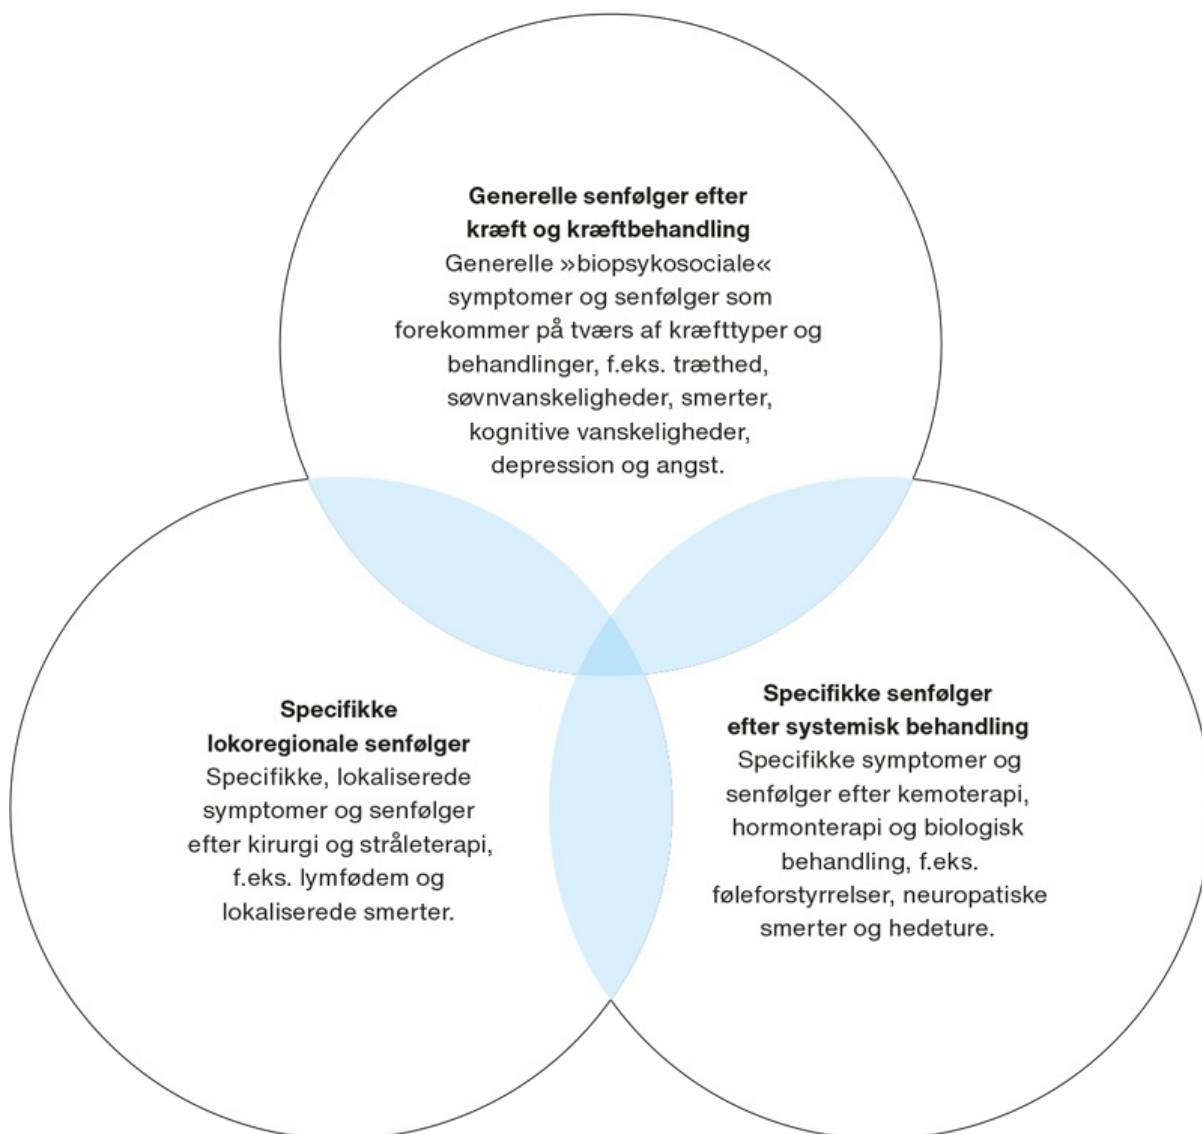 Generelle senfølger efter
kræft og kræftbehandling
Generelle »biopsykosociale«
symptomer og senfølger som
forekommer på tværs af kræfttyper og
behandlinger, f.eks. træthed,
søvnvanskeligheder, smerter,
kognitive vanskeligheder,
depression og angst.
Specifikke
lokoregionale senfølger
Specifikke, lokaliserede
symptomer og senfølger
efter kirurgi og stråleterapi,
f.eks. lymfødem og
lokaliserede smerter.
Specifikke senfølger
efter systemisk behandling
Specifikke symptomer og
senfølger efter kemoterapi,
hormonterapi og biologisk
behandling, f.eks.
føleforstyrrelser, neuropatiske
smerter og hedeture.